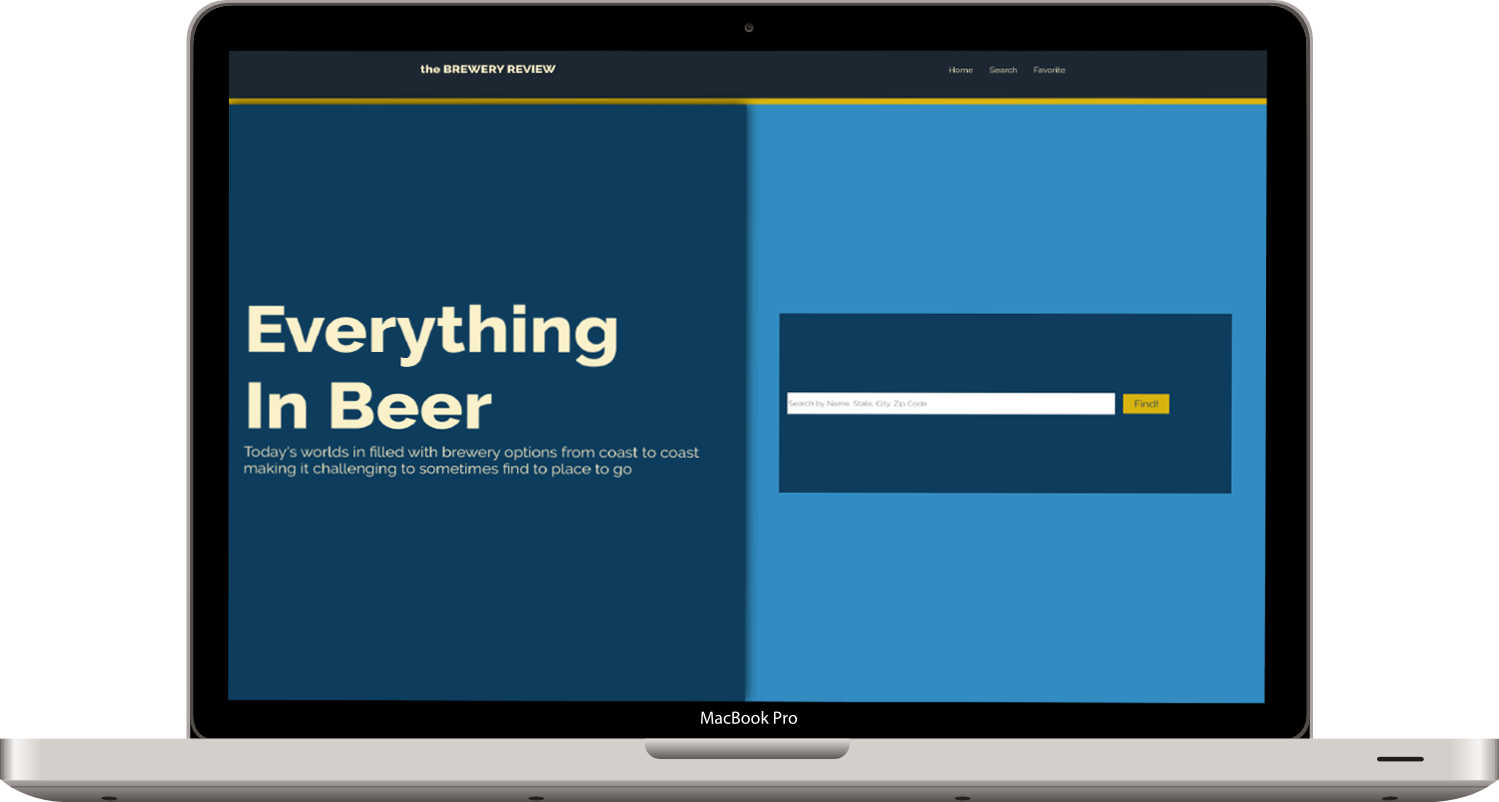 the BREWERY REVIEW
Home Search Favorite
Everything
In Beer
Today's worlds in filled with brewery options from coast to coast
making it challenging to sometimes find to place to go
Search by Name, State, City, Zip Code
Find!
MacBook Pro